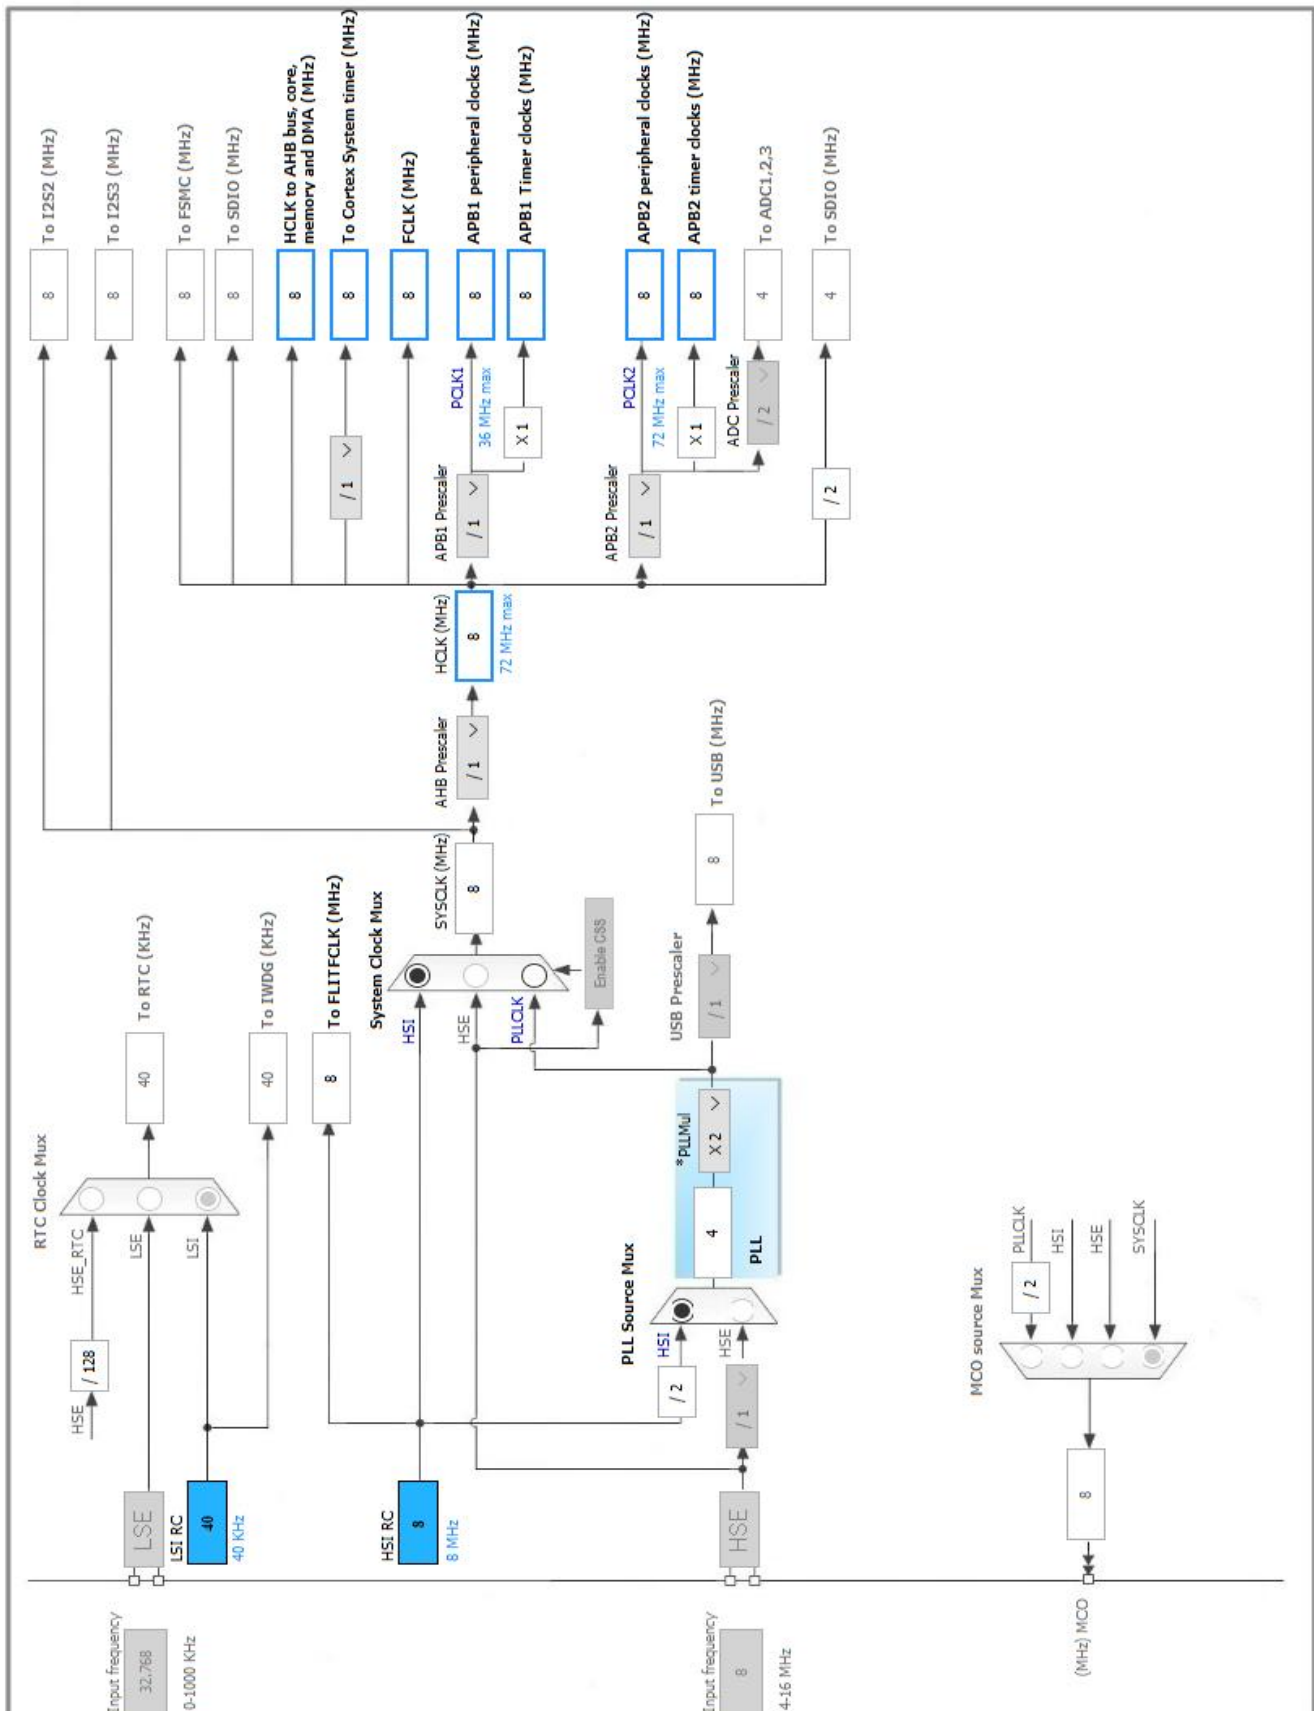 Input frequency
32.768
0-1000 KHz
LSE
LSI RC
40
40 KHz
HSE
/ 128
HSE_RTC
LSE
LSI
RTC Clock Mux
40
To RTC (KHz)
40
To IWDG (KHz)
8
To FLITFCLK (MHz)
HSI RC
8
8 MHz
HSI
HSE
PLLCLK
System Clock Mux
Enable CSS
SYSCLK (MHz)
8
AHB Prescaler
/ 1
HCLK (MHz)
8
72 MHz max
8
To I2S2 (MHz)
8
To I2S3 (MHz)
8
To FSMC (MHz)
8
To SDIO (MHz)
8
HCLK to AHB bus, core,
memory and DMA (MHz)
/ 1
8
To Cortex System timer (MHz)
8
FCLK (MHz)
APB1 Prescaler
/ 1
PCLK1
36 MHz max
8
APB1 peripheral clocks (MHz)
X 1
8
APB1 Timer clocks (MHz)
APB2 Prescaler
/ 1
PCLK2
72 MHz max
8
APB2 peripheral clocks (MHz)
X 1
8
APB2 timer clocks (MHz)
ADC Prescaler
/ 2
4
To ADC1,2,3
/ 2
4
To SDIO (MHz)
Input frequency
8
4-16 MHz
HSE
/ 2
/ 1
HSI
HSE
PLL Source Mux
4
*PLLMul
X 2
PLL
USB Prescaler
/ 1
8
To USB (MHz)
(MHz) MCO
8
MCO source Mux
/ 2
PLLCLK
HSI
HSE
SYSCLK